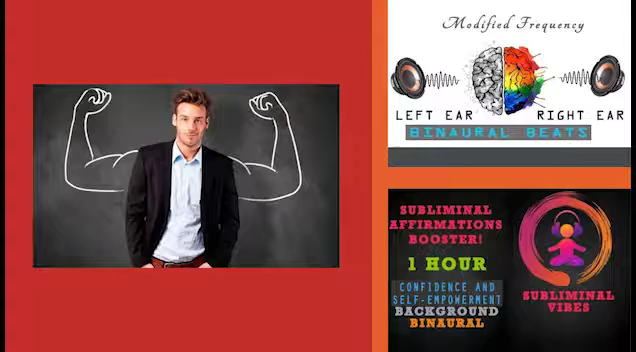 Modified Frequency
LEFT EAR
RIGHT EAR
BINAURAL BEATS
SUBLIMINAL
AFFIRMATIONS
BOOSTER!
1 HOUR
CONFIDENCE AND
SELF-EMPOWERMENT
BACKGROUND
BINAURAL
SUBLIMINAL
VIBES